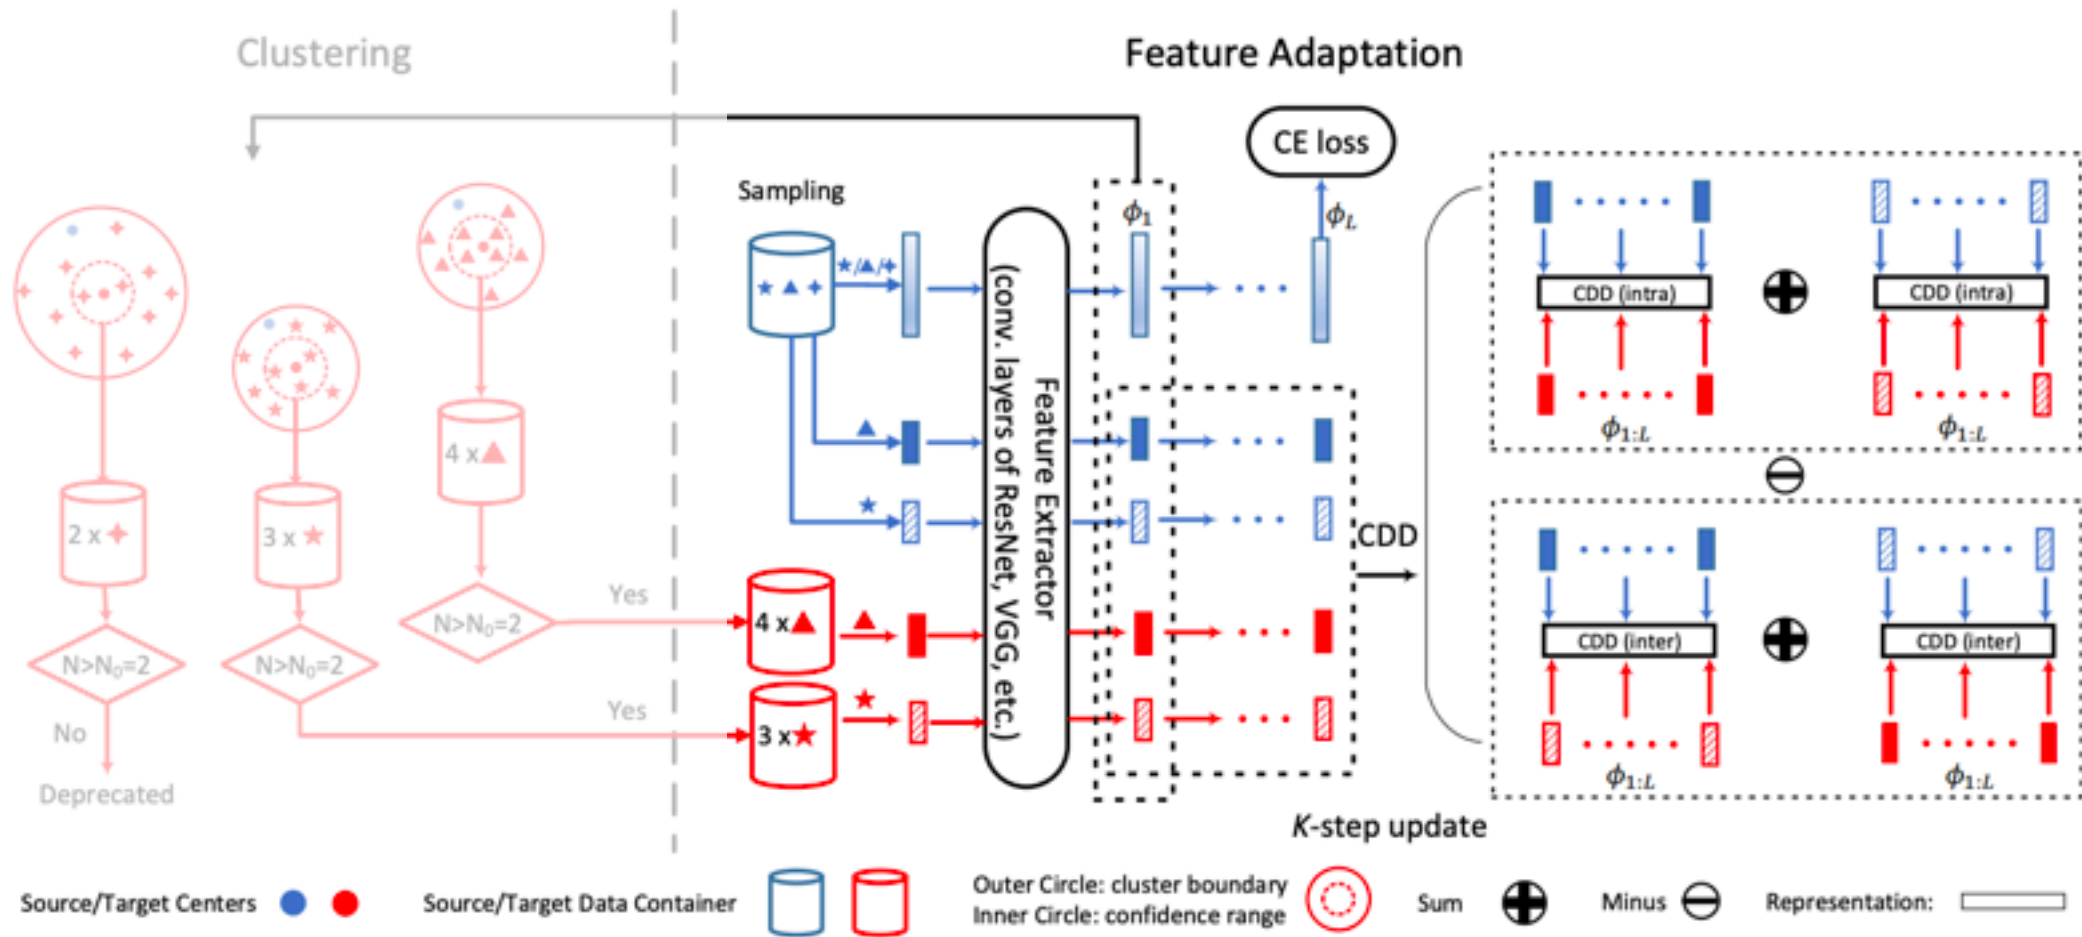 Clustering
Feature Adaptation
CE loss
Sampling
ϕ₁
ϕ_L
★/▲/✦
★ ▲ ✦
4 x ▲
2 x ✦
3 x ★
N>N₀=2
N>N₀=2
N>N₀=2
Yes
Yes
No
Deprecated
4 x▲
3 x★
Feature Extractor
(conv. layers of ResNet, VGG, etc.)
CDD
CDD (intra)
CDD (intra)
ϕ₁:L
ϕ₁:L
CDD (inter)
CDD (inter)
ϕ₁:L
ϕ₁:L
K-step update
Source/Target Centers
Source/Target Data Container
Outer Circle: cluster boundary
Inner Circle: confidence range
Sum
Minus
Representation: